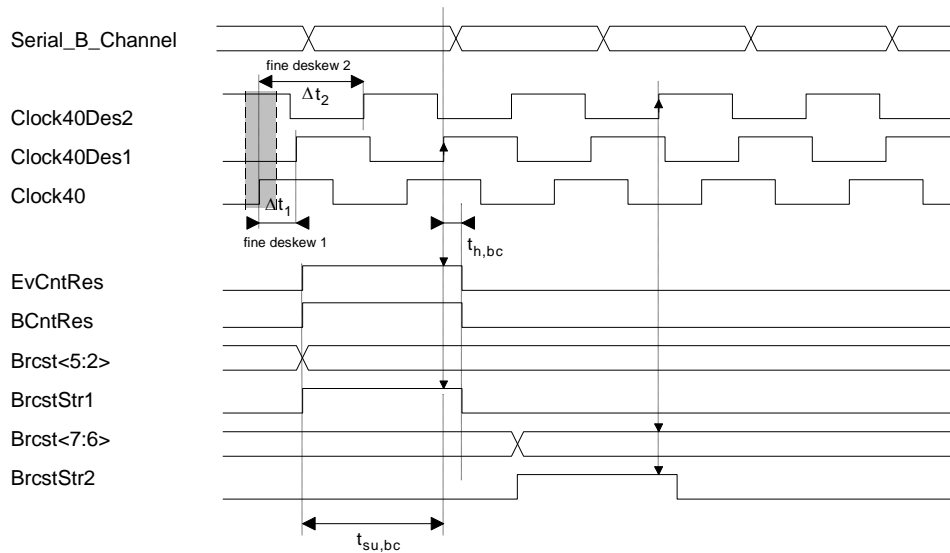 Serial_B_Channel
fine deskew 2
Δt2
Clock40Des2
Clock40Des1
Clock40
Δt1
fine deskew 1
th,bc
EvCntRes
BCntRes
Brcst<5:2>
BrcstStr1
Brcst<7:6>
BrcstStr2
tsu,bc